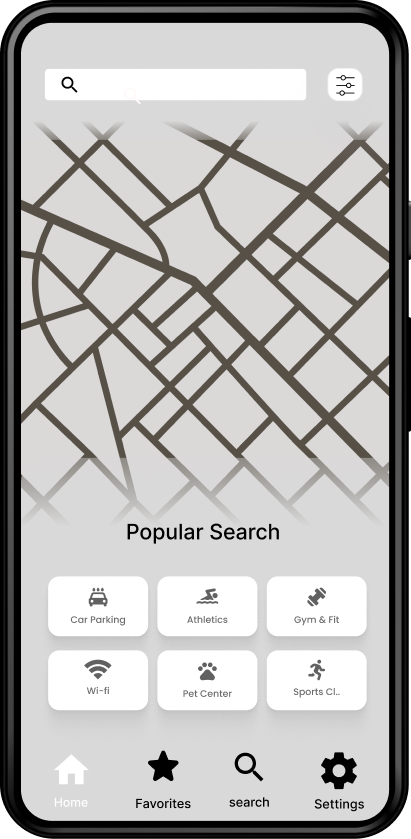 Popular Search
Car Parking
Athletics
Gym & Fit
Wi-fi
Pet Center
Sports Cl..
Home
Favorites
search
Settings